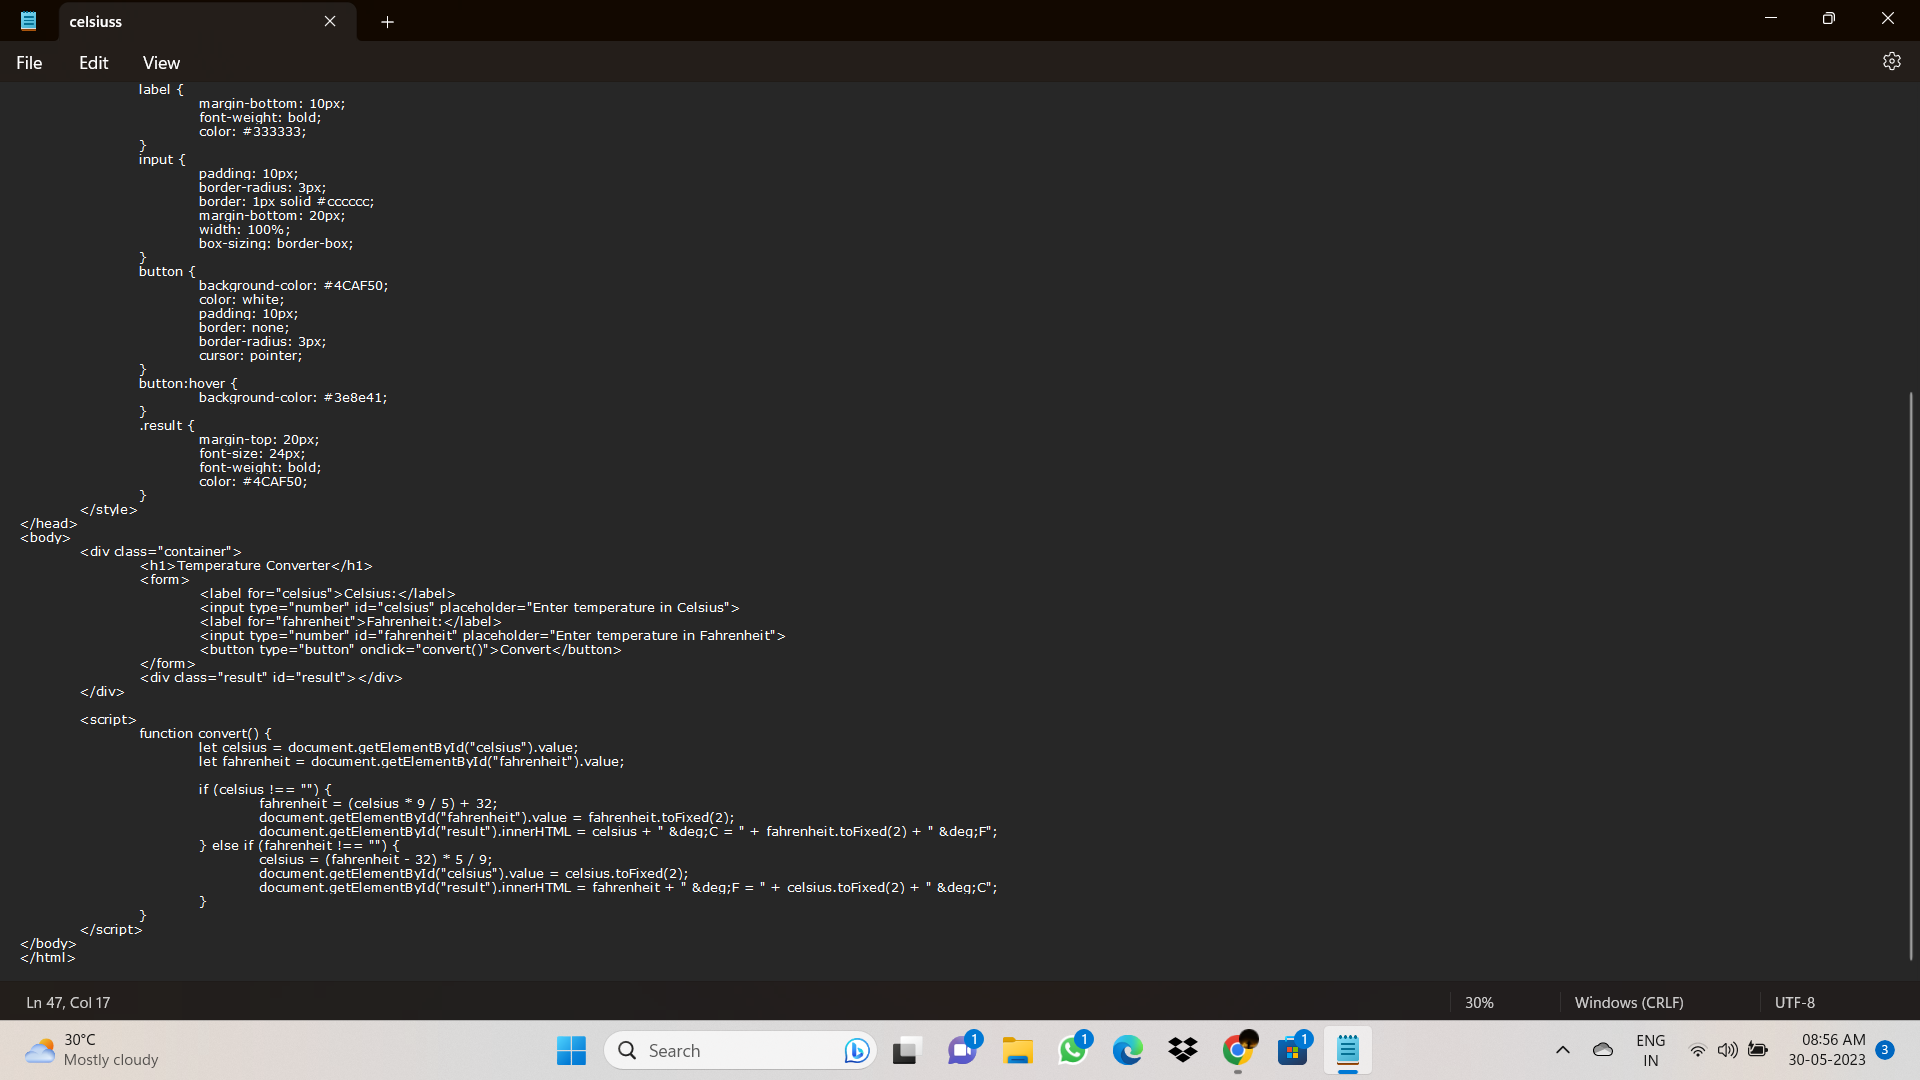 celsiuss
File Edit View
label {
margin-bottom: 10px;
font-weight: bold;
color: #333333;
}
input {
padding: 10px;
border-radius: 3px;
border: 1px solid #cccccc;
margin-bottom: 20px;
width: 100%;
box-sizing: border-box;
}
button {
background-color: #4CAF50;
color: white;
padding: 10px;
border: none;
border-radius: 3px;
cursor: pointer;
}
button:hover {
background-color: #3e8e41;
}
.result {
margin-top: 20px;
font-size: 24px;
font-weight: bold;
color: #4CAF50;
}
</style>
</head>
<body>
<div class="container">
<h1>Temperature Converter</h1>
<form>
<label for="celsius">Celsius:</label>
<input type="number" id="celsius" placeholder="Enter temperature in Celsius">
<label for="fahrenheit">Fahrenheit:</label>
<input type="number" id="fahrenheit" placeholder="Enter temperature in Fahrenheit">
<button type="button" onclick="convert()">Convert</button>
</form>
<div class="result" id="result"></div>
</div>
<script>
function convert() {
let celsius = document.getElementById("celsius").value;
let fahrenheit = document.getElementById("fahrenheit").value;
if (celsius !== "") {
fahrenheit = (celsius * 9 / 5) + 32;
document.getElementById("fahrenheit").value = fahrenheit.toFixed(2);
document.getElementById("result").innerHTML = celsius + " &deg;C = " + fahrenheit.toFixed(2) + " &deg;F";
} else if (fahrenheit !== "") {
celsius = (fahrenheit - 32) * 5 / 9;
document.getElementById("celsius").value = celsius.toFixed(2);
document.getElementById("result").innerHTML = fahrenheit + " &deg;F = " + celsius.toFixed(2) + " &deg;C";
}
}
</script>
</body>
</html>
Ln 47, Col 17 30% Windows (CRLF) UTF-8
30°C
Mostly cloudy
Search
1
1
1
ENG
IN
08:56 AM
30-05-2023
3